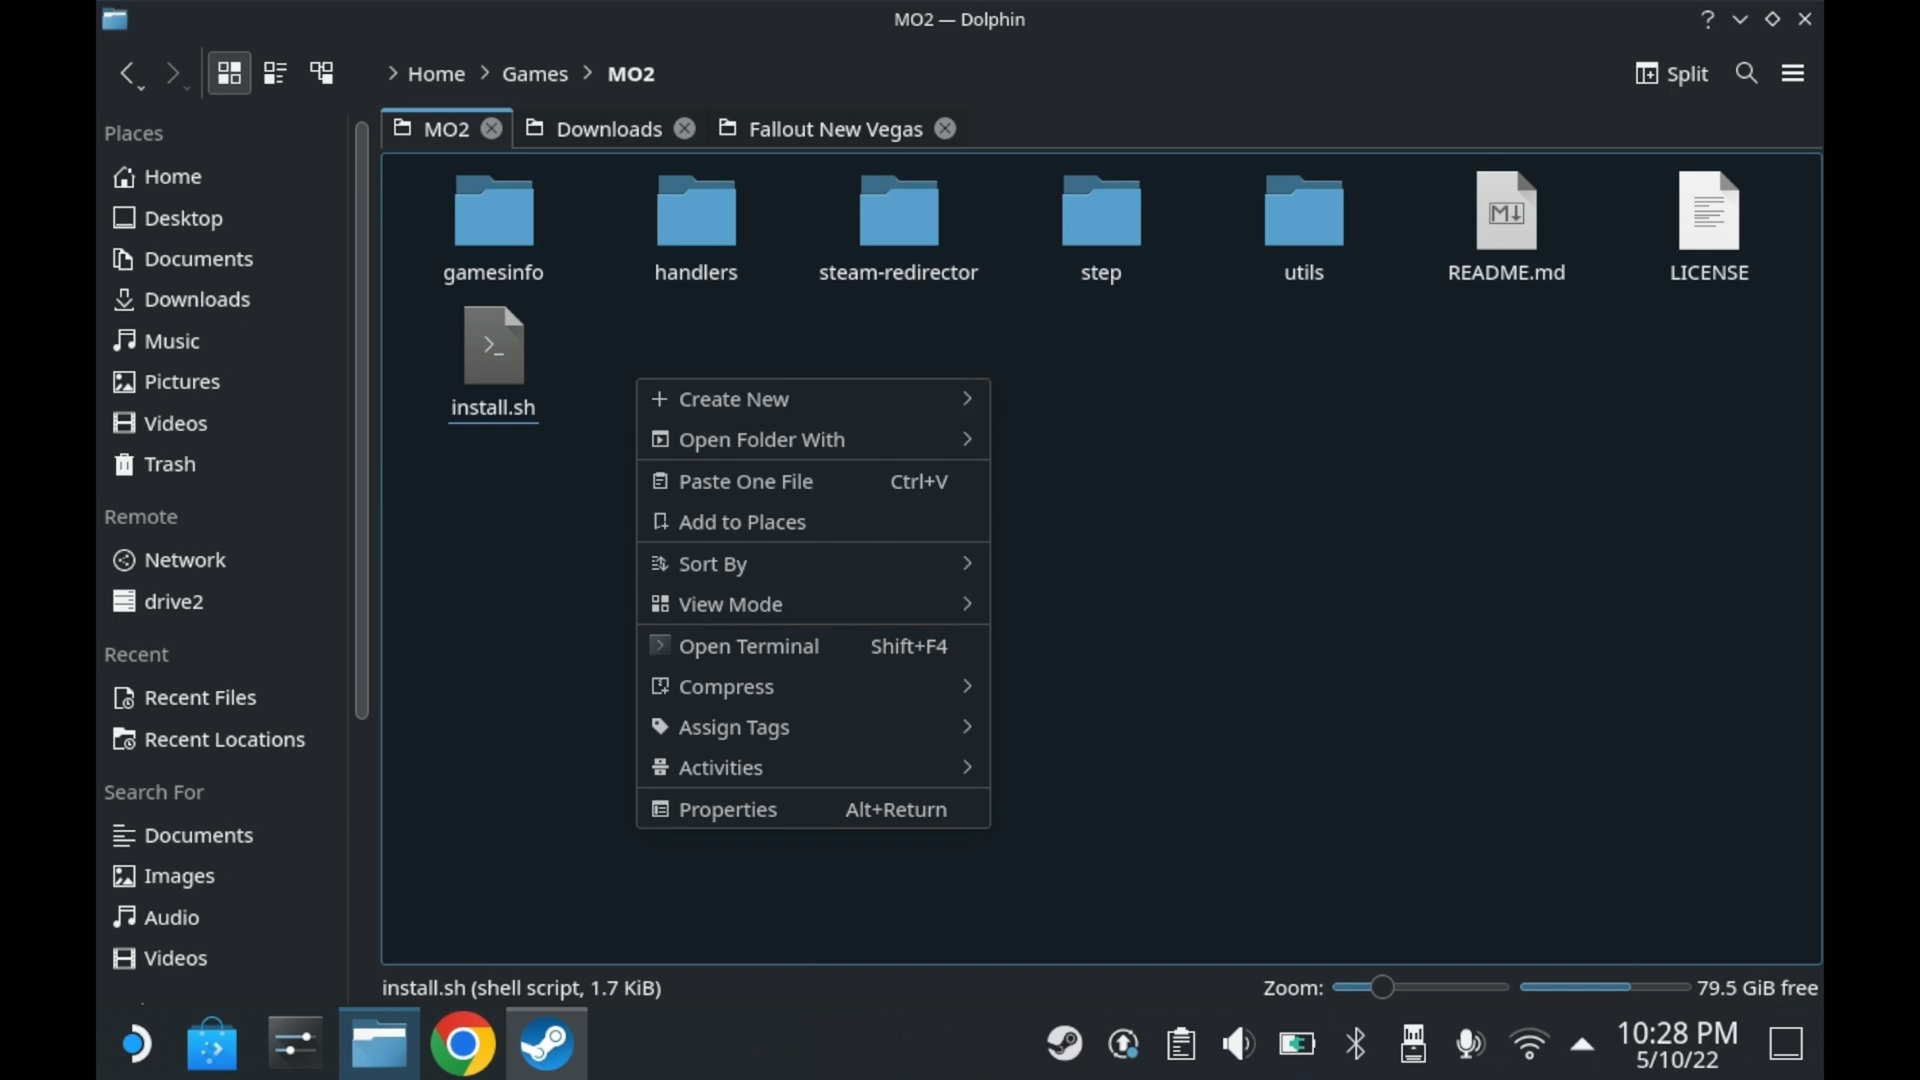 MO2 — Dolphin
Home
Games
MO2
Split
MO2
Downloads
Fallout New Vegas
Places
Home
Desktop
Documents
Downloads
Music
Pictures
Videos
Trash
Remote
Network
drive2
Recent
Recent Files
Recent Locations
Search For
Documents
Images
Audio
Videos
gamesinfo
handlers
steam-redirector
step
utils
README.md
LICENSE
install.sh
Create New
Open Folder With
Paste One File Ctrl+V
Add to Places
Sort By
View Mode
Open Terminal Shift+F4
Compress
Assign Tags
Activities
Properties Alt+Return
install.sh (shell script, 1.7 KiB)
Zoom:
79.5 GiB free
10:28 PM
5/10/22